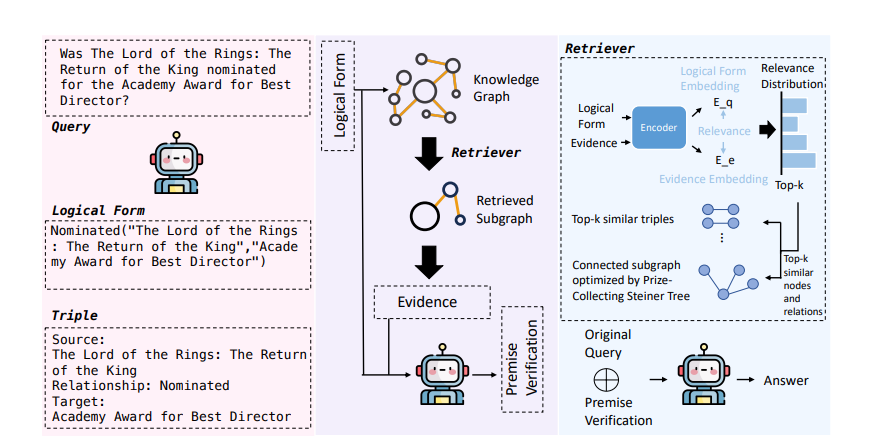 Was The Lord of the Rings: The
Return of the King nominated
for the Academy Award for Best
Director?
Query
Logical Form
Nominated("The Lord of the Rings
: The Return of the King","Acade
my Award for Best Director")
Triple
Source:
The Lord of the Rings: The Return
of the King
Relationship: Nominated
Target:
Academy Award for Best Director
Logical Form
Knowledge
Graph
Retriever
Retrieved
Subgraph
Evidence
Premise
Verification
Retriever
Logical Form
Embedding
Relevance
Distribution
Logical
Form
Evidence
Encoder
E_q
Relevance
E_e
Evidence Embedding
Top-k
Top-k similar triples
Connected subgraph
optimized by Prize-
Collecting Steiner Tree
Top-k
similar
nodes
and
relations
Original
Query
Premise
Verification
Answer